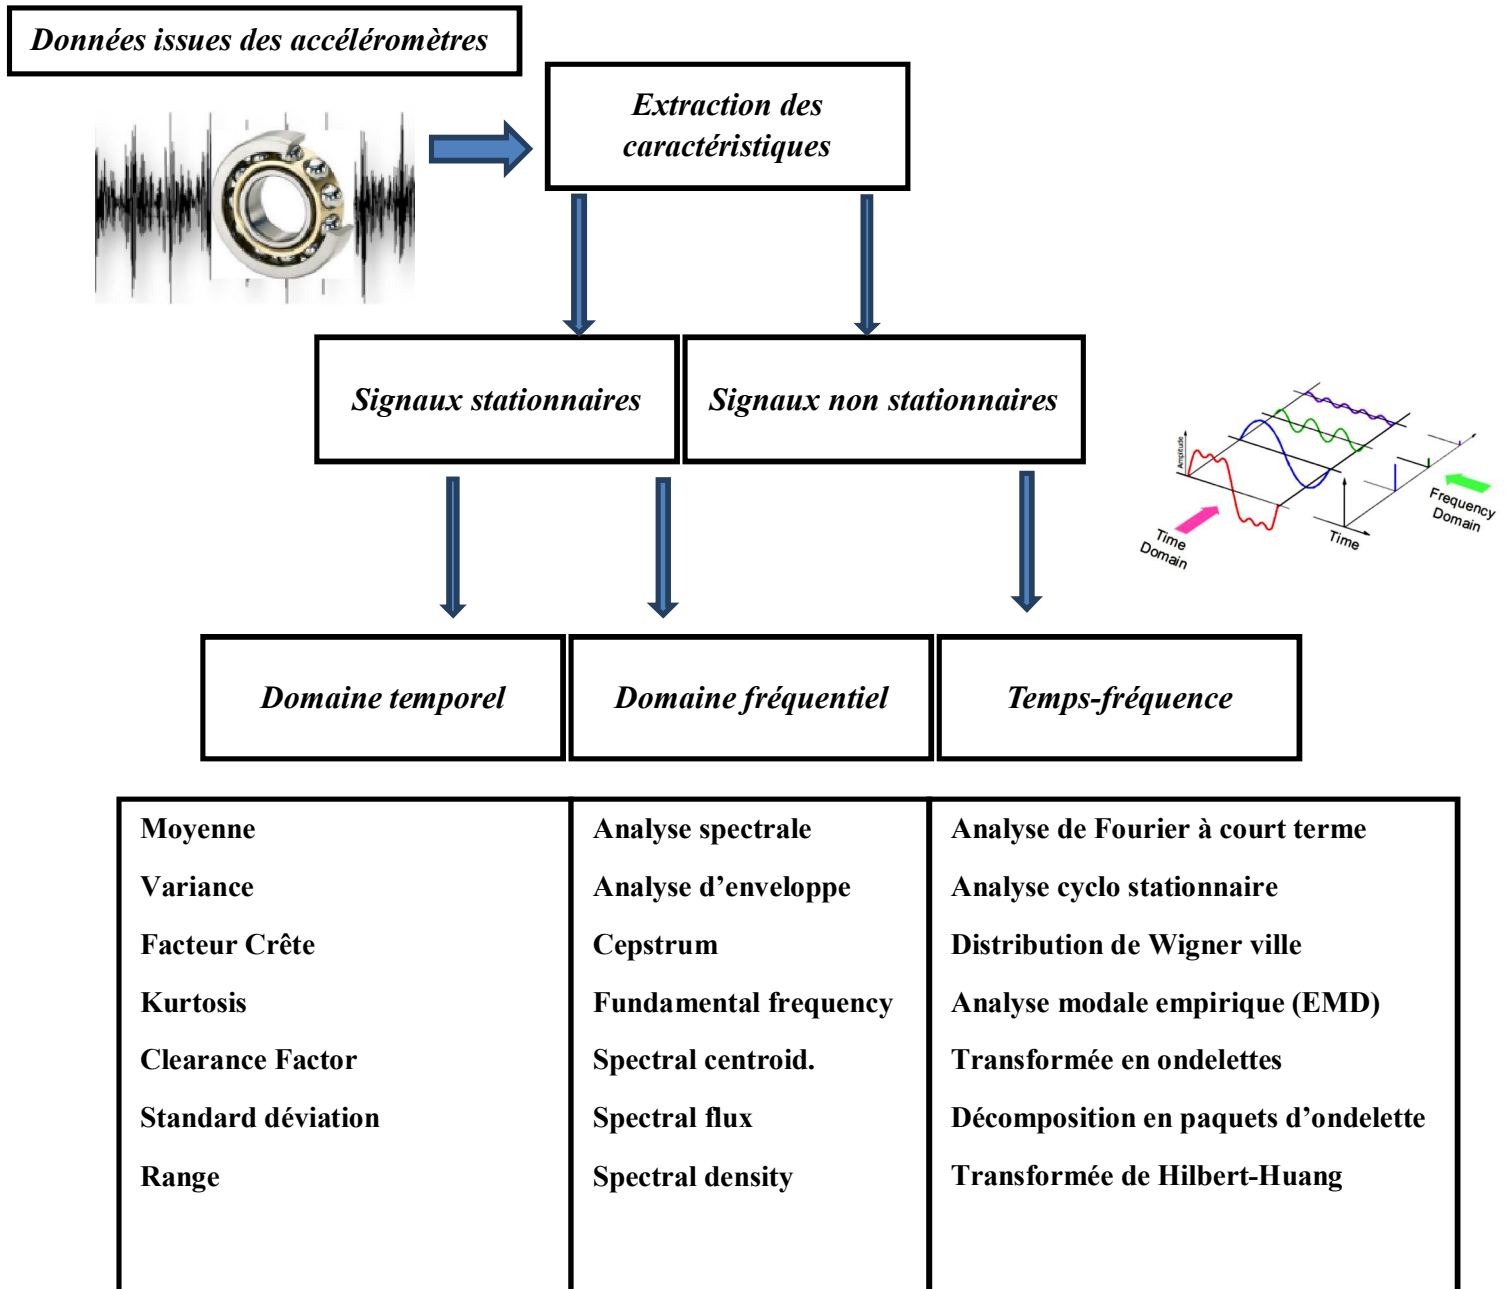 Données issues des accéléromètres
Extraction des
caractéristiques
Signaux stationnaires
Signaux non stationnaires
Amplitude
Time
Domain
Time
Frequency
Domain
Domaine temporel
Domaine fréquentiel
Temps-fréquence
Moyenne
Variance
Facteur Crête
Kurtosis
Clearance Factor
Standard déviation
Range
Analyse spectrale
Analyse d’enveloppe
Cepstrum
Fundamental frequency
Spectral centroid.
Spectral flux
Spectral density
Analyse de Fourier à court terme
Analyse cyclo stationnaire
Distribution de Wigner ville
Analyse modale empirique (EMD)
Transformée en ondelettes
Décomposition en paquets d’ondelette
Transformée de Hilbert-Huang